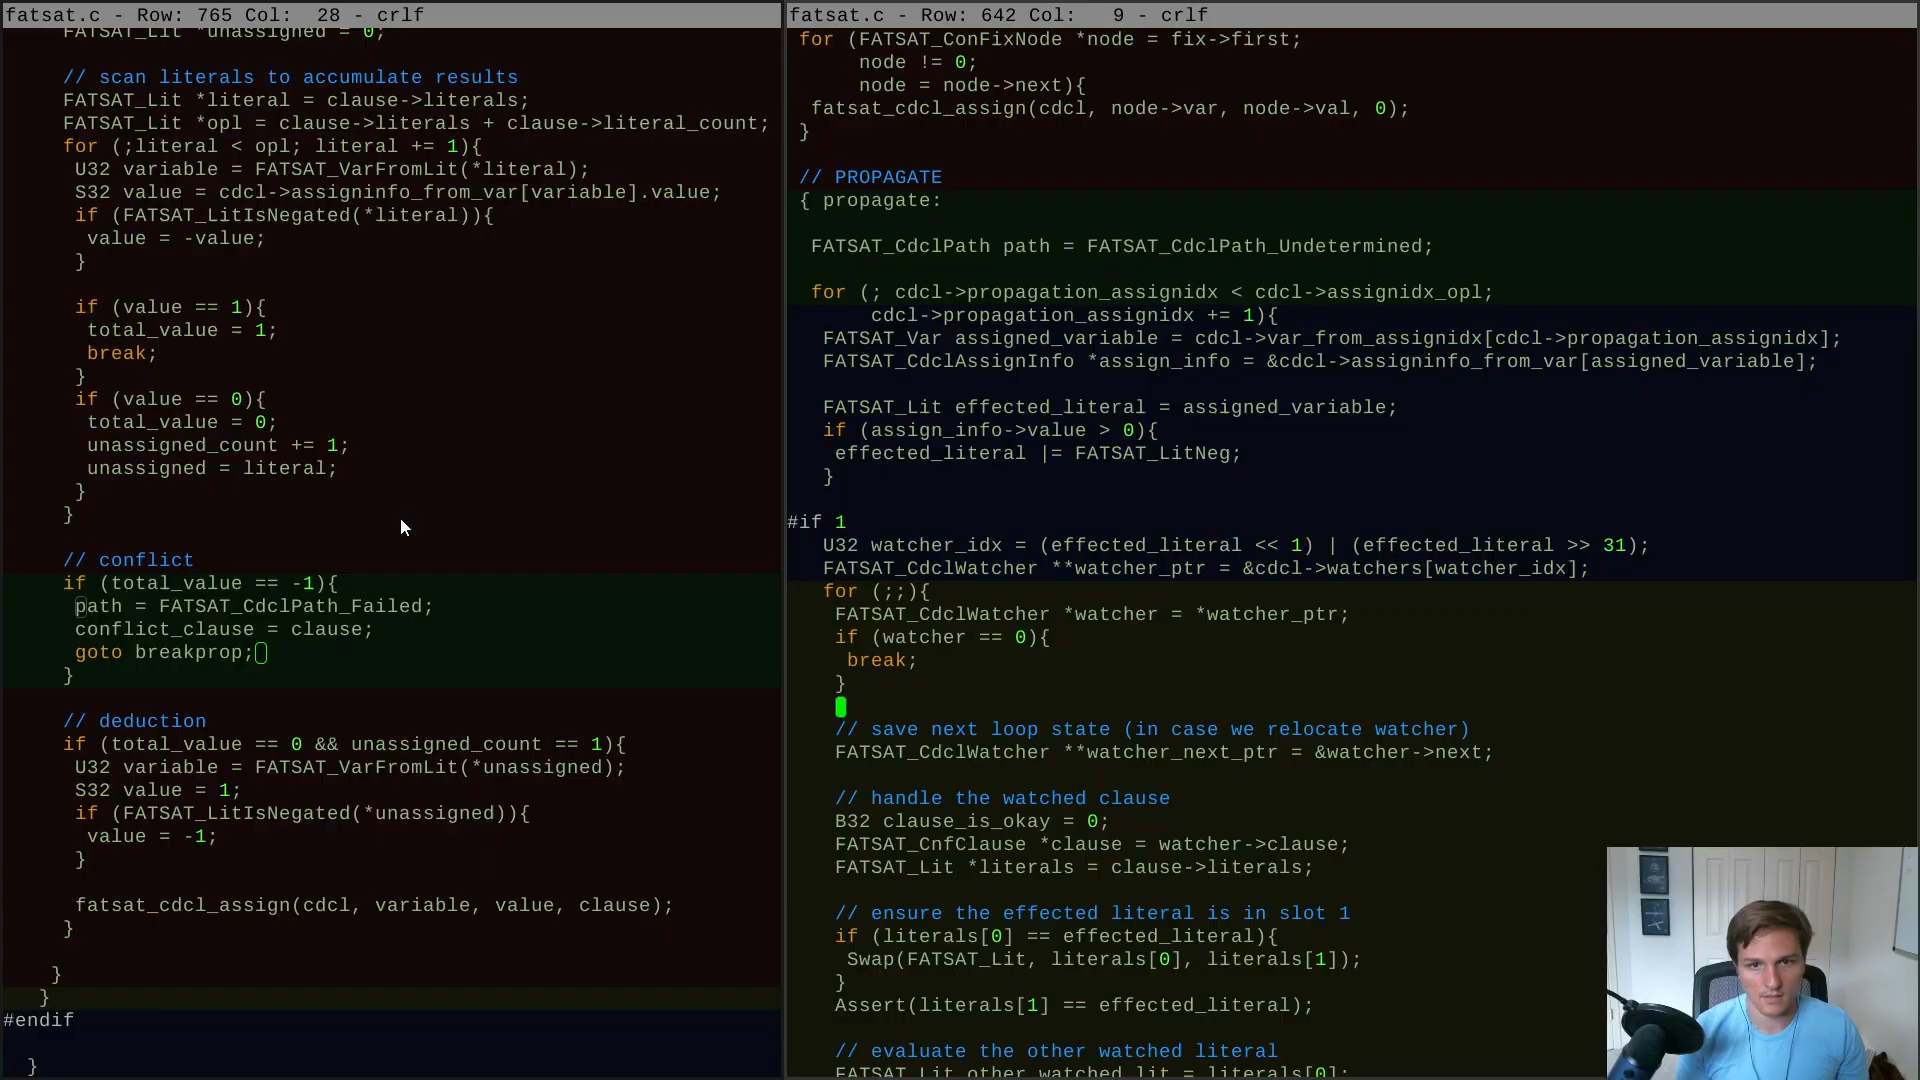 fatsat.c - Row: 765 Col:  28 - crlf
FATSAT_Lit *unassigned = 0;
// scan literals to accumulate results
FATSAT_Lit *literal = clause->literals;
FATSAT_Lit *opl = clause->literals + clause->literal_count;
for (;literal < opl; literal += 1){
U32 variable = FATSAT_VarFromLit(*literal);
S32 value = cdcl->assigninfo_from_var[variable].value;
if (FATSAT_LitIsNegated(*literal)){
value = -value;
}
if (value == 1){
total_value = 1;
break;
}
if (value == 0){
total_value = 0;
unassigned_count += 1;
unassigned = literal;
}
}
// conflict
if (total_value == -1){
path = FATSAT_CdclPath_Failed;
conflict_clause = clause;
goto breakprop;
}
// deduction
if (total_value == 0 && unassigned_count == 1){
U32 variable = FATSAT_VarFromLit(*unassigned);
S32 value = 1;
if (FATSAT_LitIsNegated(*unassigned)){
value = -1;
}
fatsat_cdcl_assign(cdcl, variable, value, clause);
}
}
}
#endif
}
fatsat.c - Row: 642 Col:   9 - crlf
for (FATSAT_ConFixNode *node = fix->first;
node != 0;
node = node->next){
fatsat_cdcl_assign(cdcl, node->var, node->val, 0);
}
// PROPAGATE
{ propagate:
FATSAT_CdclPath path = FATSAT_CdclPath_Undetermined;
for (; cdcl->propagation_assignidx < cdcl->assignidx_opl;
cdcl->propagation_assignidx += 1){
FATSAT_Var assigned_variable = cdcl->var_from_assignidx[cdcl->propagation_assignidx];
FATSAT_CdclAssignInfo *assign_info = &cdcl->assigninfo_from_var[assigned_variable];
FATSAT_Lit effected_literal = assigned_variable;
if (assign_info->value > 0){
effected_literal |= FATSAT_LitNeg;
}
#if 1
U32 watcher_idx = (effected_literal << 1) | (effected_literal >> 31);
FATSAT_CdclWatcher **watcher_ptr = &cdcl->watchers[watcher_idx];
for (;;){
FATSAT_CdclWatcher *watcher = *watcher_ptr;
if (watcher == 0){
break;
}
// save next loop state (in case we relocate watcher)
FATSAT_CdclWatcher **watcher_next_ptr = &watcher->next;
// handle the watched clause
B32 clause_is_okay = 0;
FATSAT_CnfClause *clause = watcher->clause;
FATSAT_Lit *literals = clause->literals;
// ensure the effected literal is in slot 1
if (literals[0] == effected_literal){
Swap(FATSAT_Lit, literals[0], literals[1]);
}
Assert(literals[1] == effected_literal);
// evaluate the other watched literal
FATSAT_Lit other_watched_lit = literals[0];